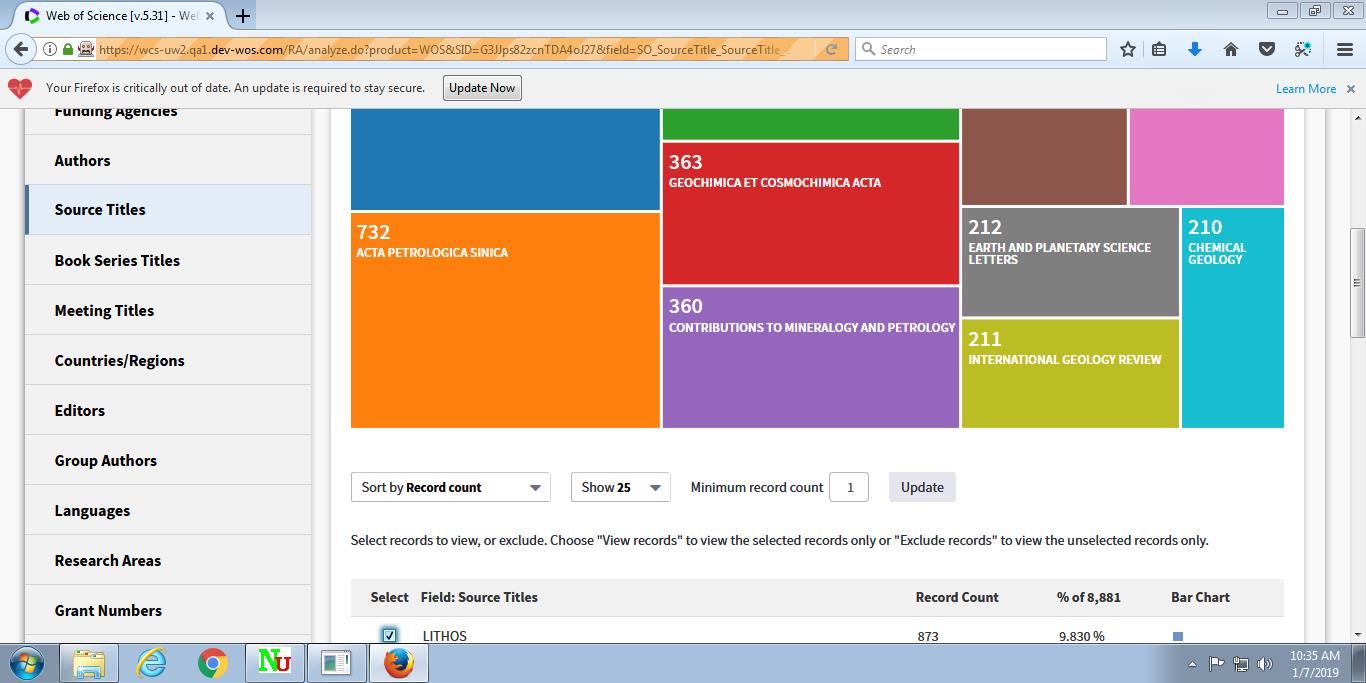 Web of Science [v.5.31] - We
https://wcs-uw2.qa1.dev-wos.com/RA/analyze.do?product=WOS&SID=G3JJps82zcnTDA4oJ27&field=SO_SourceTitle_SourceTitle_
Search
Your Firefox is critically out of date. An update is required to stay secure.
Update Now
Learn More
Funding Agencies
Authors
Source Titles
Book Series Titles
Meeting Titles
Countries/Regions
Editors
Group Authors
Languages
Research Areas
Grant Numbers
732
ACTA PETROLOGICA SINICA
363
GEOCHIMICA ET COSMOCHIMICA ACTA
360
CONTRIBUTIONS TO MINERALOGY AND PETROLOGY
212
EARTH AND PLANETARY SCIENCE
LETTERS
211
INTERNATIONAL GEOLOGY REVIEW
210
CHEMICAL
GEOLOGY
Sort by Record count
Show 25
Minimum record count 1
Update
Select records to view, or exclude. Choose "View records" to view the selected records only or "Exclude records" to view the unselected records only.
Select Field: Source Titles Record Count % of 8,881 Bar Chart
LITHOS 873 9.830 %
NU
10:35 AM
1/7/2019